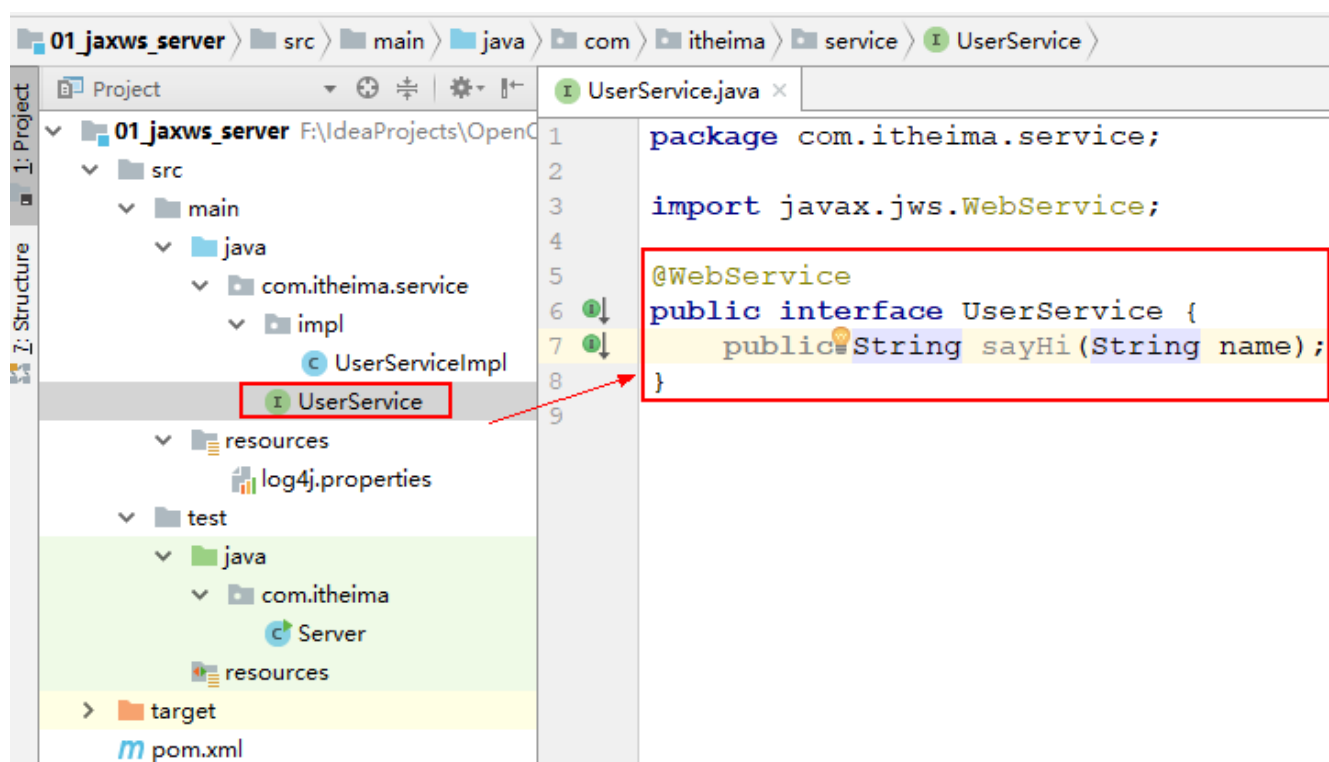 01_jaxws_server src main java com itheima service I UserService
1: Project
7: Structure
Project
01_jaxws_server F:\IdeaProjects\OpenC
src
main
java
com.itheima.service
impl
C UserServiceImpl
I UserService
resources
log4j.properties
test
java
com.itheima
C Server
resources
target
m pom.xml
I UserService.java
1 package com.itheima.service;
2
3 import javax.jws.WebService;
4
5 @WebService
6 public interface UserService {
7 public String sayHi(String name);
8 }
9